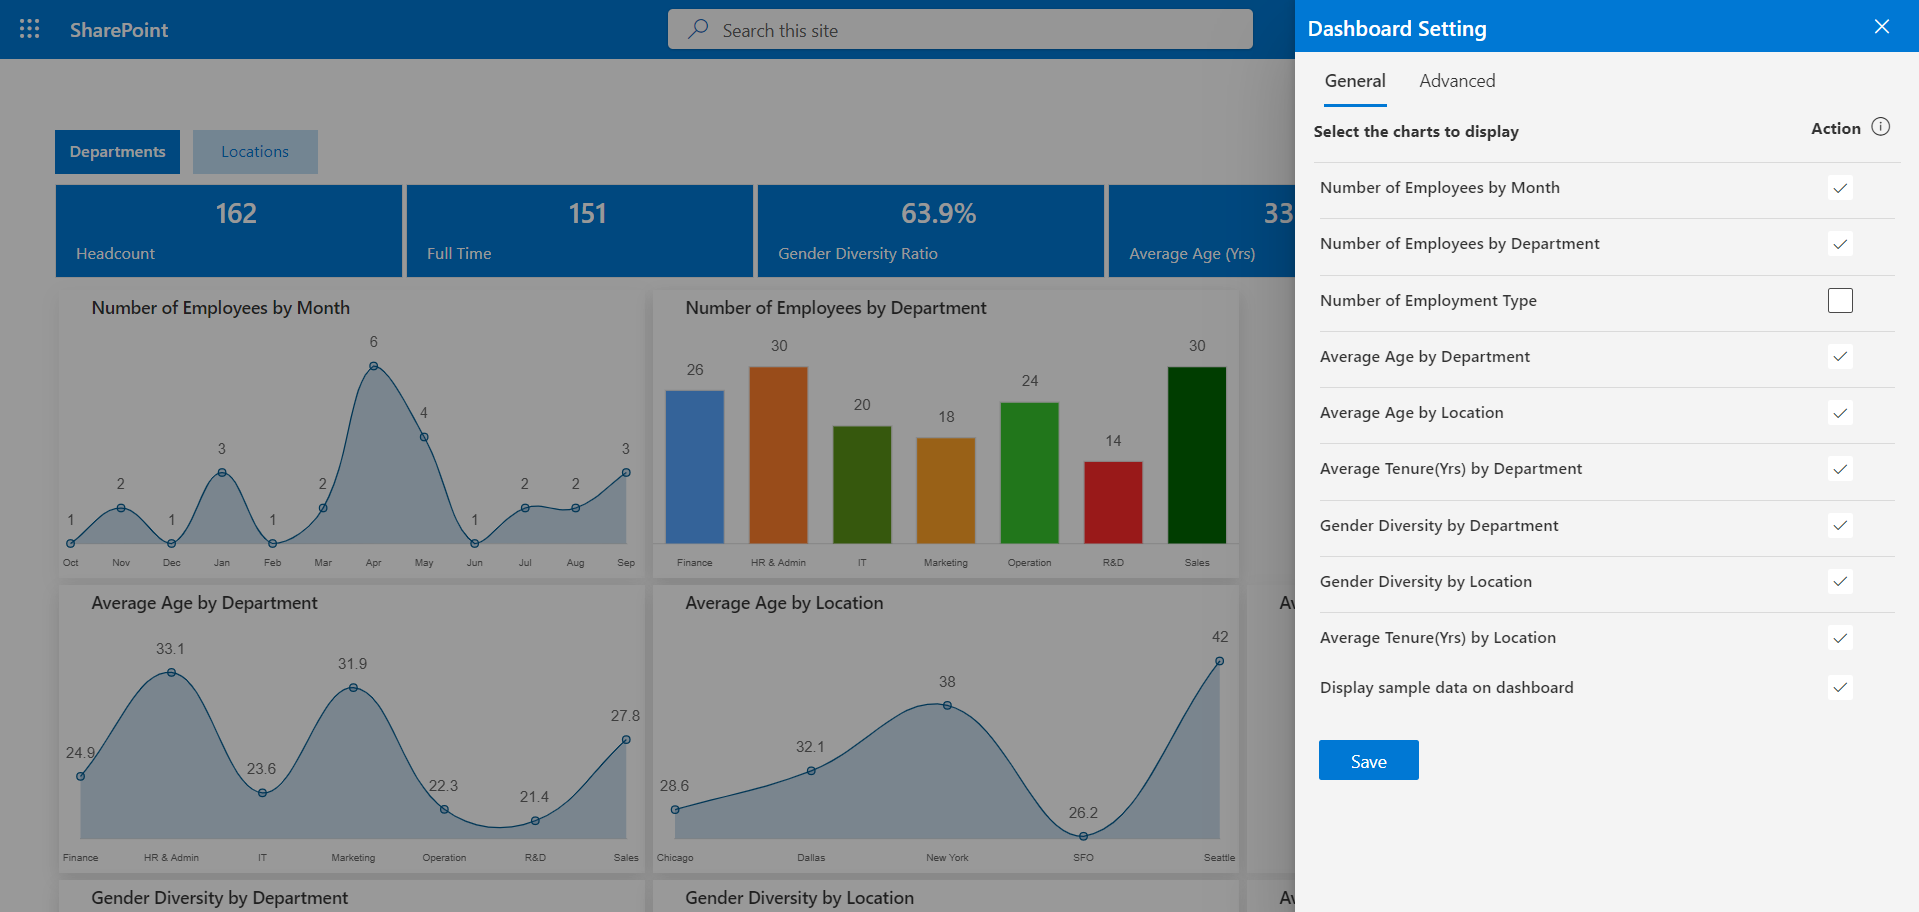 SharePoint
Search this site
Departments
Locations
162
Headcount
151
Full Time
63.9%
Gender Diversity Ratio
33
Average Age (Yrs)
Number of Employees by Month
6
4
3
3
2
2
2
2
1
1
1
1
Oct Nov Dec Jan Feb Mar Apr May Jun Jul Aug Sep
Number of Employees by Department
26
30
20
18
24
14
30
Finance HR & Admin IT Marketing Operation R&D Sales
Average Age by Department
24.9
33.1
23.6
31.9
22.3
21.4
27.8
Finance HR & Admin IT Marketing Operation R&D Sales
Average Age by Location
28.6
32.1
38
26.2
42
Chicago Dallas New York SFO Seattle
Gender Diversity by Department
Gender Diversity by Location
Dashboard Setting
General
Advanced
Select the charts to display
Action
Number of Employees by Month
Number of Employees by Department
Number of Employment Type
Average Age by Department
Average Age by Location
Average Tenure(Yrs) by Department
Gender Diversity by Department
Gender Diversity by Location
Average Tenure(Yrs) by Location
Display sample data on dashboard
Save